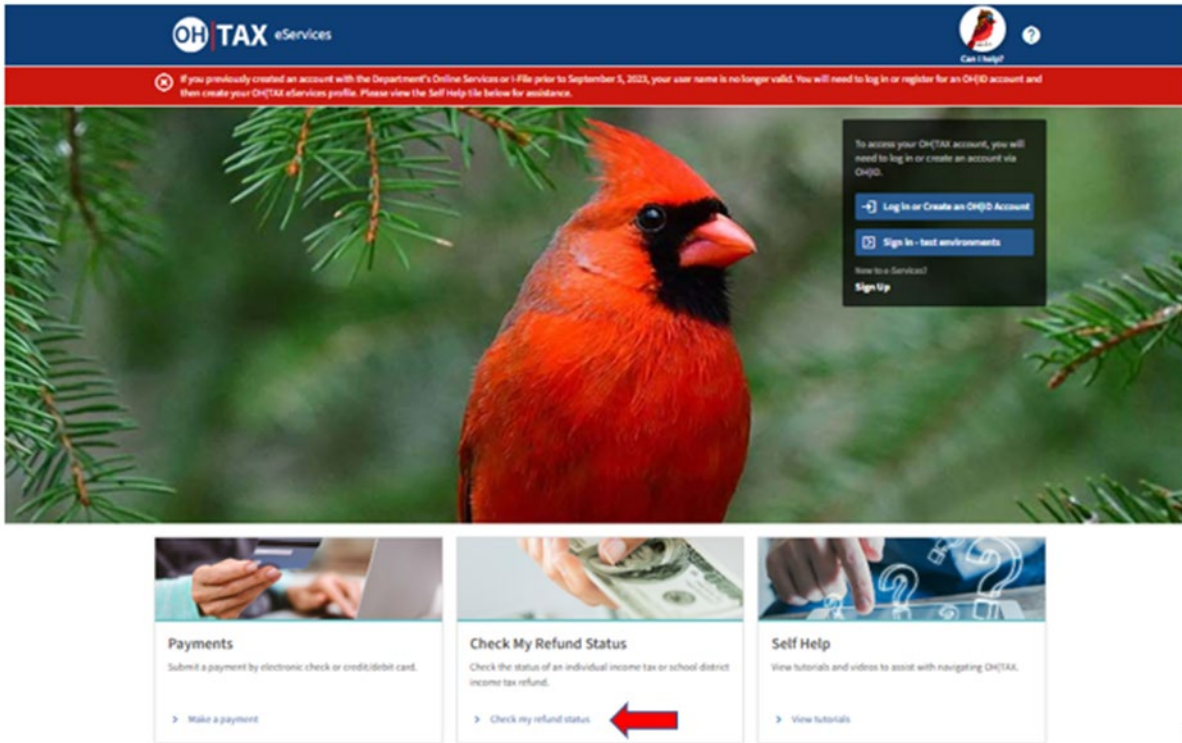 OH|TAX eServices
Can I help?
If you previously created an account with the Department's Online Services or I-File prior to September 5, 2023, your user name is no longer valid. You will need to log in or register for an OH|ID account and
then create your OH|TAX eServices profile. Please view the Self Help tile below for assistance.
To access your OH|TAX account, you will
need to log in or create an account via
OH|ID.
Log in or Create an OH|ID Account
Sign in - test environments
New to e-Services?
Sign Up
Payments
Submit a payment by electronic check or credit/debit card.
> Make a payment
Check My Refund Status
Check the status of an individual income tax or school district
income tax refund.
> Check my refund status
Self Help
View tutorials and videos to assist with navigating OH|TAX.
> View tutorials